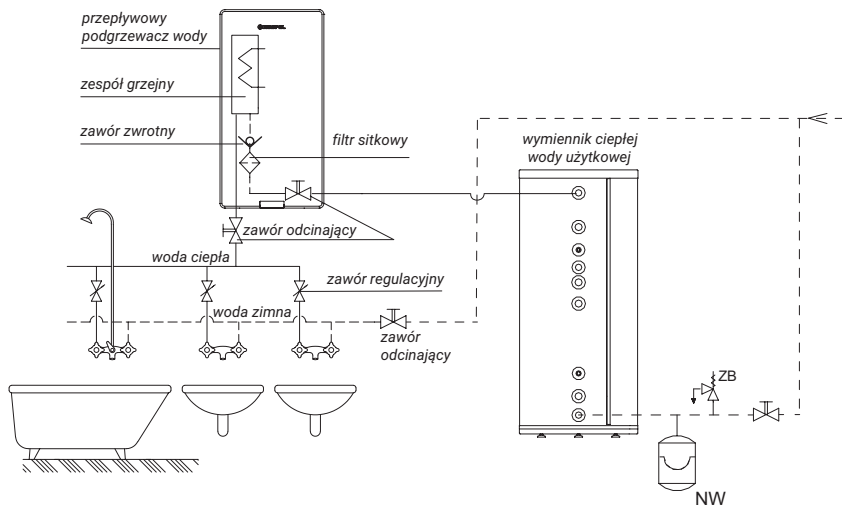 przepływowy
podgrzewacz wody
zespół grzejny
zawór zwrotny
filtr sitkowy
wymiennik ciepłej
wody użytkowej
zawór odcinający
woda ciepła
zawór regulacyjny
woda zimna
zawór
odcinający
ZB
NW